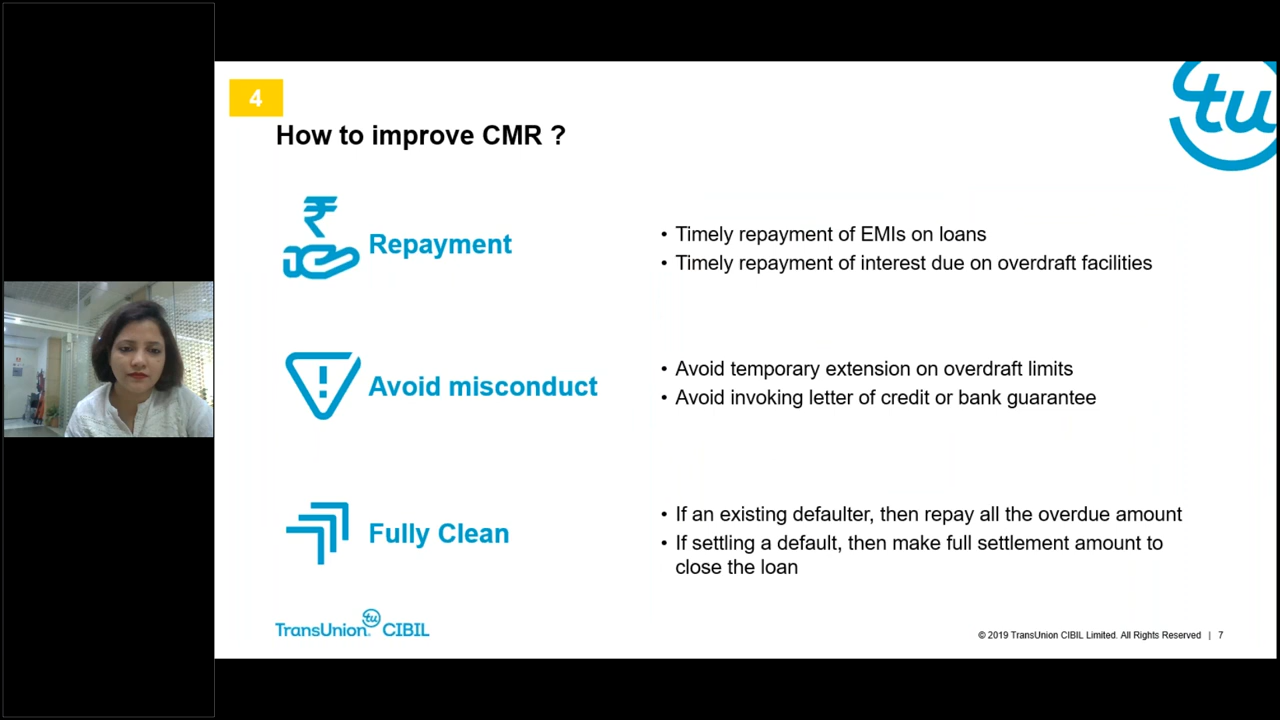 4
tu
How to improve CMR ?
₹
Repayment
• Timely repayment of EMIs on loans
• Timely repayment of interest due on overdraft facilities
Avoid misconduct
• Avoid temporary extension on overdraft limits
• Avoid invoking letter of credit or bank guarantee
Fully Clean
• If an existing defaulter, then repay all the overdue amount
• If settling a default, then make full settlement amount to
close the loan
tu
TransUnion® CIBIL
© 2019 TransUnion CIBIL Limited. All Rights Reserved | 7